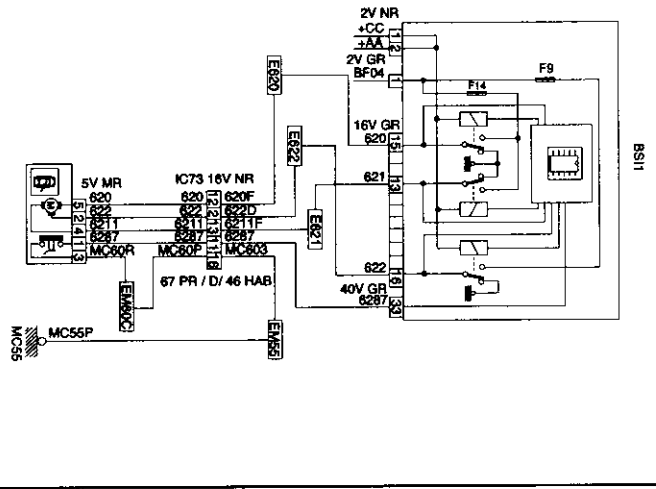 2V NR
+CC
1
+AA
2
2V GR
BF04
1
F9
F14
E620
16V GR
620
15
E622
BSI1
621
13
5V MR
IC73 16V NR
620
5
620
12
620F
622
2
622
2
622D
6211
4
6211
13
6211F
E621
6287
1
6287
11
6287
MC60R
3
MC60P
16
MC603
M
622
16
67 PR / D/ 46 HAB
40V GR
6287
33
EM60C
EM55
MC55P
MC55